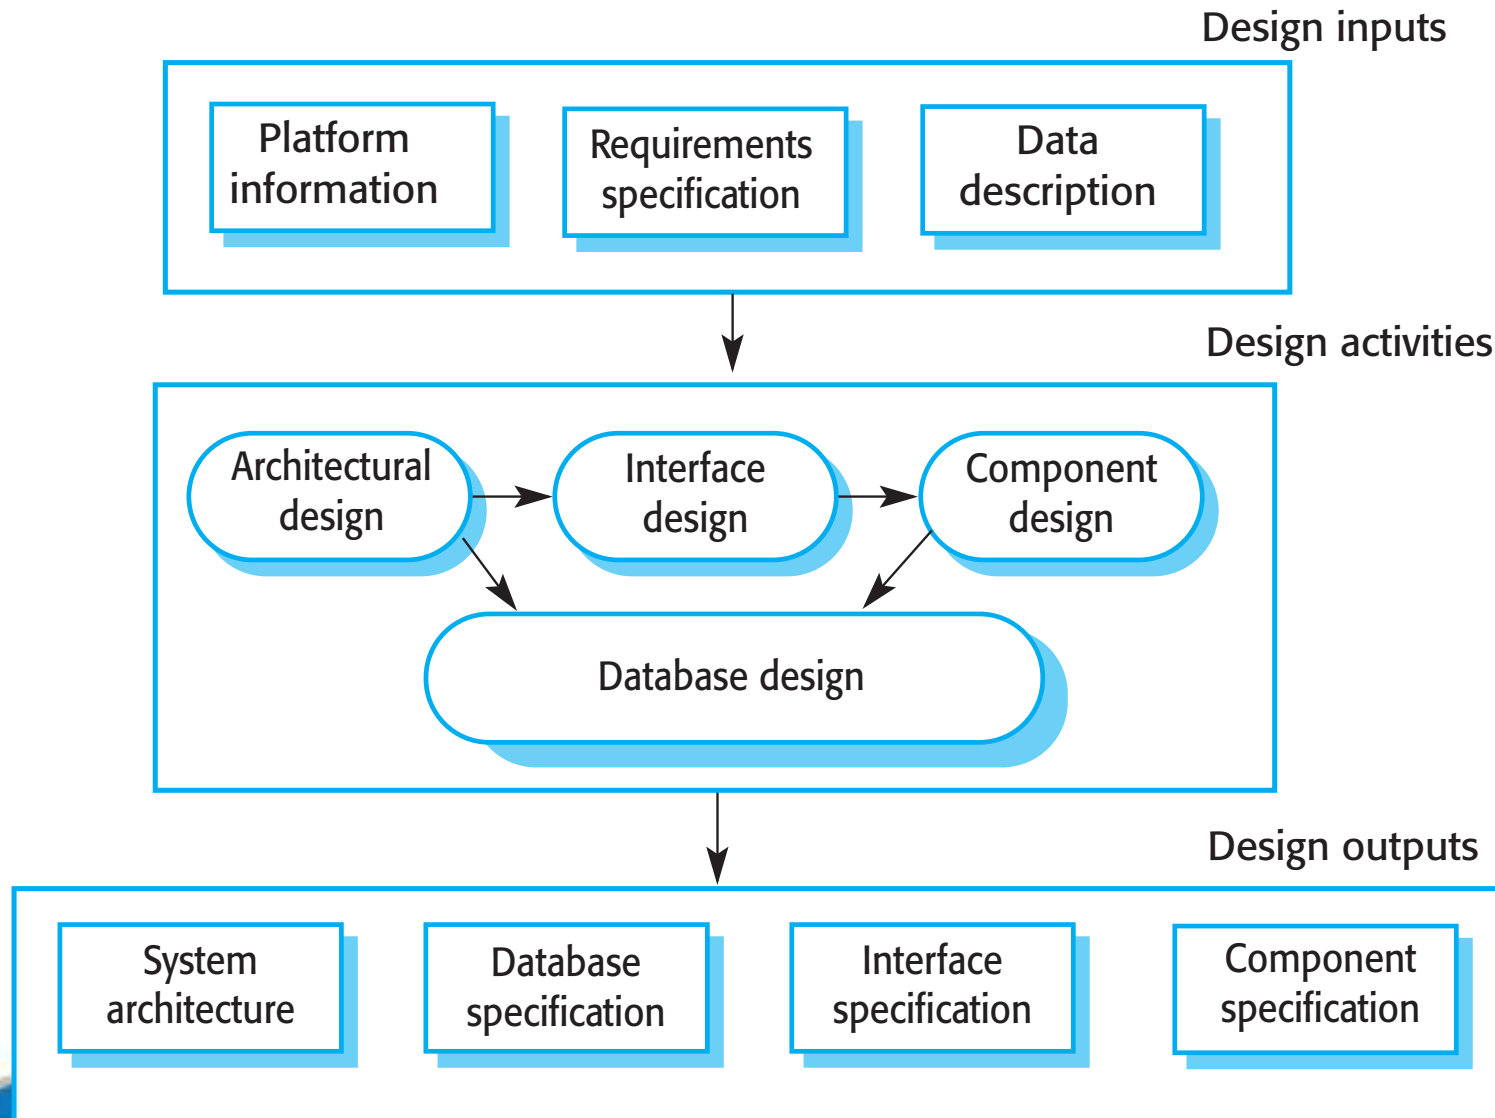 Design inputs
Platform
information
Requirements
specification
Data
description
Design activities
Architectural
design
Interface
design
Component
design
Database design
Design outputs
System
architecture
Database
specification
Interface
specification
Component
specification